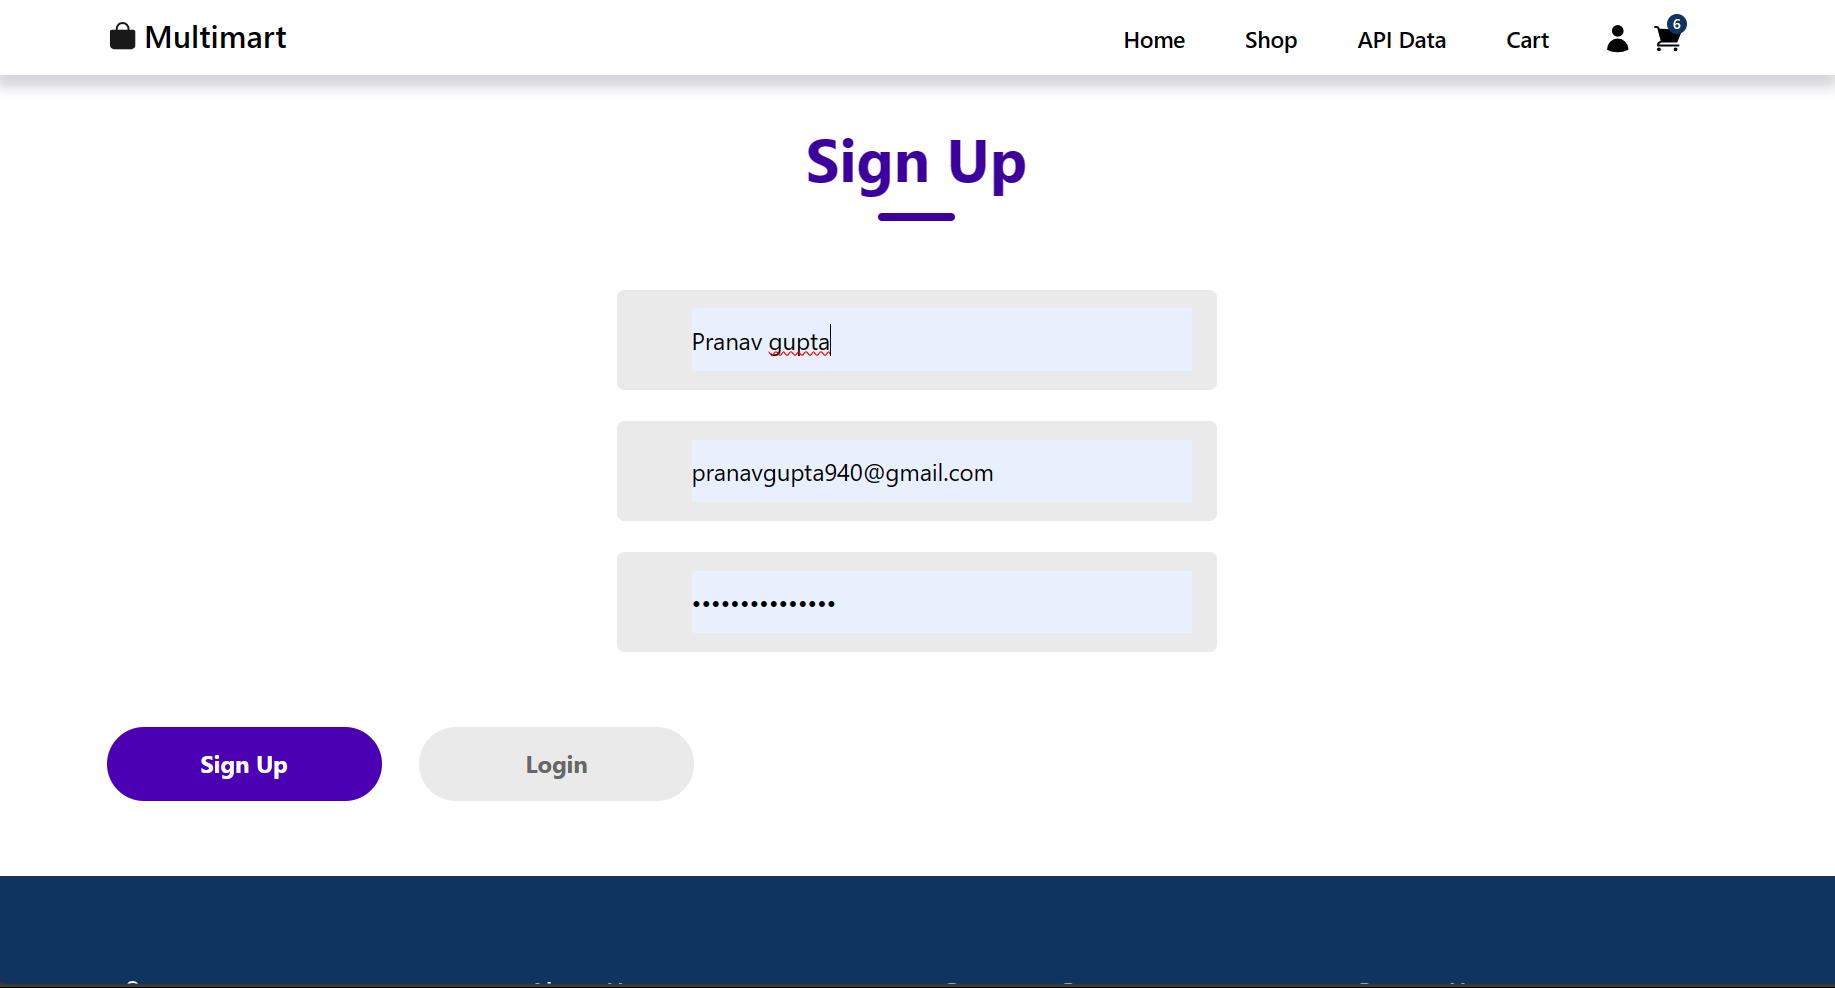 Multimart
Home Shop API Data Cart 6
Sign Up
Pranav gupta
pranavgupta940@gmail.com
•••••••••••••••
Sign Up Login